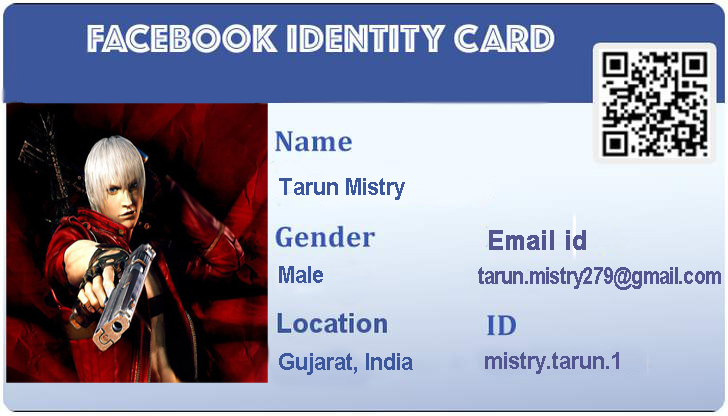 FACEBOOK IDENTITY CARD
Name
Tarun Mistry
Gender
Male
Email id
tarun.mistry279@gmail.com
Location
Gujarat, India
ID
mistry.tarun.1